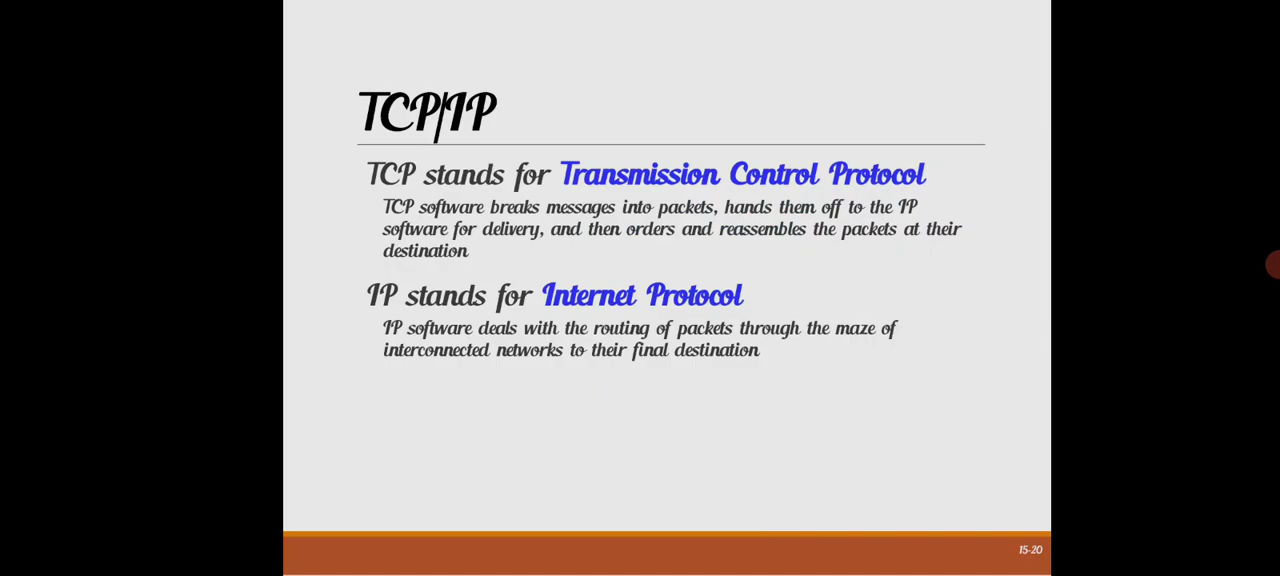 TCP/IP
TCP stands for Transmission Control Protocol
TCP software breaks messages into packets, hands them off to the IP
software for delivery, and then orders and reassembles the packets at their
destination
IP stands for Internet Protocol
IP software deals with the routing of packets through the maze of
interconnected networks to their final destination
15-20